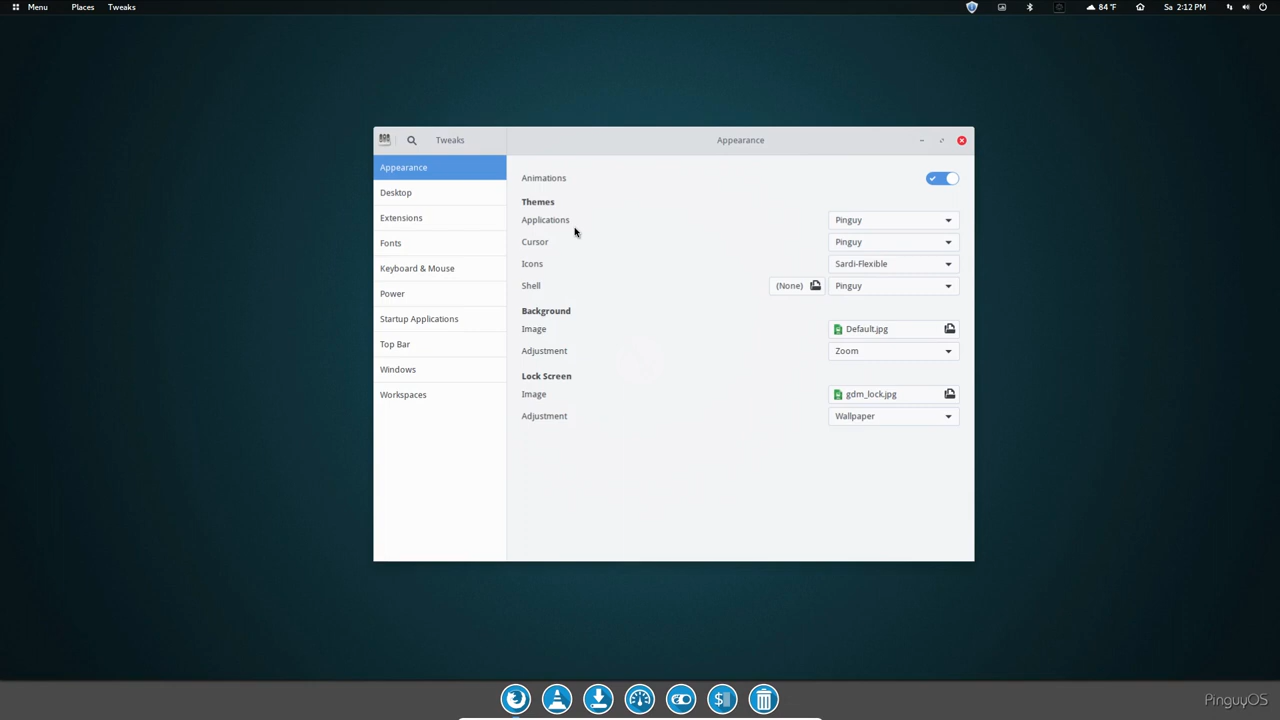 Menu Places Tweaks 84 °F Sa 2:12 PM
Tweaks Appearance
Appearance
Desktop
Extensions
Fonts
Keyboard & Mouse
Power
Startup Applications
Top Bar
Windows
Workspaces
Animations
Themes
Applications Pinguy
Cursor Pinguy
Icons Sardi-Flexible
Shell (None) Pinguy
Background
Image Default.jpg
Adjustment Zoom
Lock Screen
Image gdm_lock.jpg
Adjustment Wallpaper
$
PinguyOS